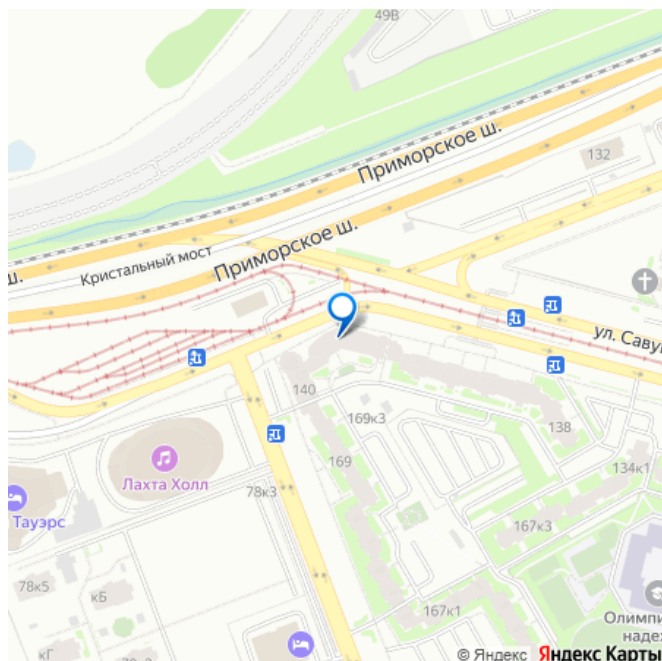 49В
Приморское ш.
132
Кристальный мост
Приморское ш.
ш.
ул. Саву
140
169к3
138
Лахта Холл
169
134к1
78к3
Тауэрс
167к3
78к5
кБ
167к1
Олимпи
надеж
кГ
© Яндекс Яндекс Карты